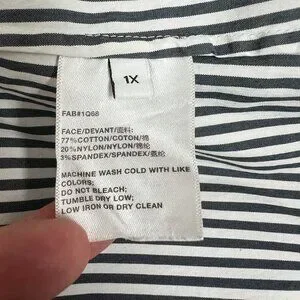 1X
FAB#1Q68
FACE/DEVANT/面料:
77%COTTON/COTON/棉
20%NYLON/NYLON/锦纶
3%SPANDEX/SPANDEX/氨纶
MACHINE WASH COLD WITH LIKE
COLORS;
DO NOT BLEACH;
TUMBLE DRY LOW;
LOW IRON OR DRY CLEAN